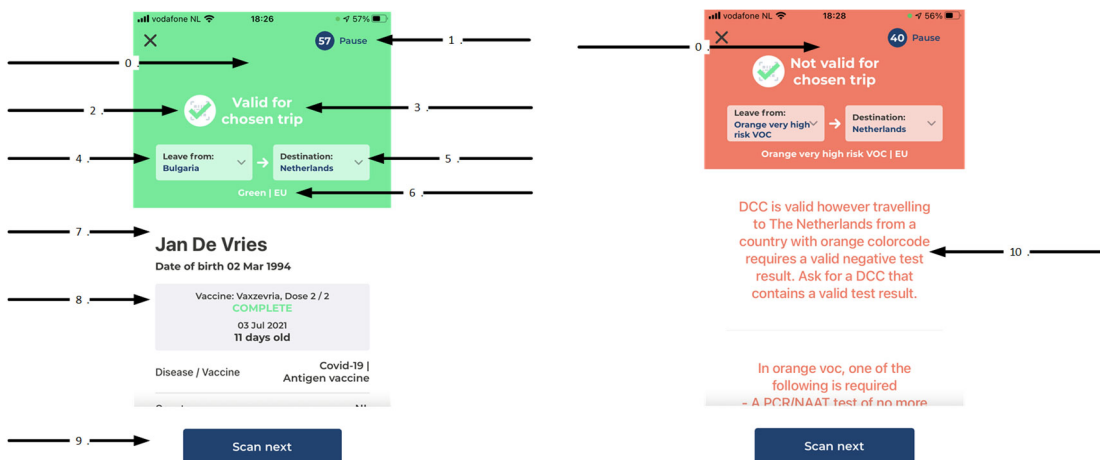 vodafone NL 18:26 57%
57 Pause
1 .
0 .
2 .
Valid for
chosen trip
3 .
4 .
Leave from:
Bulgaria
Destination:
Netherlands
5 .
Green | EU
6 .
7 .
Jan De Vries
Date of birth 02 Mar 1994
8 .
Vaccine: Vaxzevria, Dose 2 / 2
COMPLETE
03 Jul 2021
11 days old
Disease / Vaccine
Covid-19 |
Antigen vaccine
9 .
Scan next
vodafone NL 18:28 56%
40 Pause
0 .
Not valid for
chosen trip
Leave from:
Orange very high
risk VOC
Destination:
Netherlands
Orange very high risk VOC | EU
DCC is valid however travelling
to The Netherlands from a
country with orange colorcode
requires a valid negative test
result. Ask for a DCC that
contains a valid test result.
10 .
In orange voc, one of the
following is required
- A PCR/NAAT test of no more
Scan next